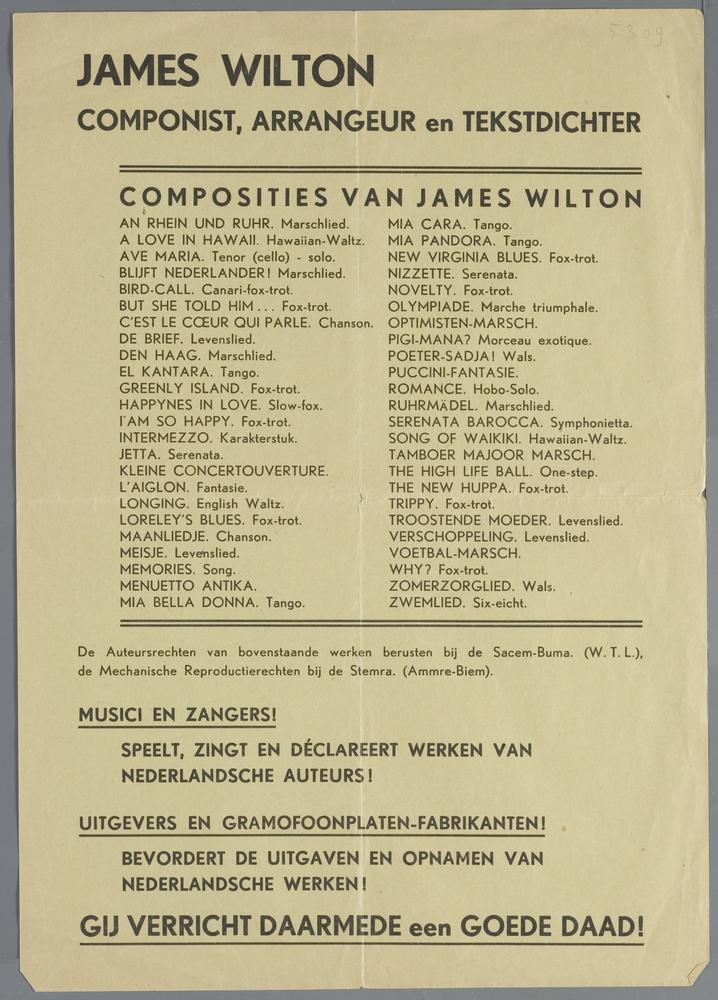 5309
JAMES WILTON
COMPONIST, ARRANGEUR en TEKSTDICHTER
COMPOSITIES VAN JAMES WILTON
AN RHEIN UND RUHR. Marschlied.
A LOVE IN HAWAII. Hawaiian-Waltz.
AVE MARIA. Tenor (cello) - solo.
BLIJFT NEDERLANDER! Marschlied.
BIRD-CALL. Canari-fox-trot.
BUT SHE TOLD HIM... Fox-trot.
C'EST LE CŒUR QUI PARLE. Chanson.
DE BRIEF. Levenslied.
DEN HAAG. Marschlied.
EL KANTARA. Tango.
GREENLY ISLAND. Fox-trot.
HAPPYNES IN LOVE. Slow-fox.
I'AM SO HAPPY. Fox-trot.
INTERMEZZO. Karakterstuk.
JETTA. Serenata.
KLEINE CONCERTOUVERTURE.
L'AIGLON. Fantasie.
LONGING. English Waltz.
LORELEY'S BLUES. Fox-trot.
MAANLIEDJE. Chanson.
MEISJE. Levenslied.
MEMORIES. Song.
MENUETTO ANTIKA.
MIA BELLA DONNA. Tango.
MIA CARA. Tango.
MIA PANDORA. Tango.
NEW VIRGINIA BLUES. Fox-trot.
NIZZETTE. Serenata.
NOVELTY. Fox-trot.
OLYMPIADE. Marche triumphale.
OPTIMISTEN-MARSCH.
PIGI-MANA? Morceau exotique.
POETER-SADJA! Wals.
PUCCINI-FANTASIE.
ROMANCE. Hobo-Solo.
RUHRMÄDEL. Marschlied.
SERENATA BAROCCA. Symphonietta.
SONG OF WAIKIKI. Hawaiian-Waltz.
TAMBOER MAJOOR MARSCH.
THE HIGH LIFE BALL. One-step.
THE NEW HUPPA. Fox-trot.
TRIPPY. Fox-trot.
TROOSTENDE MOEDER. Levenslied.
VERSCHOPPELING. Levenslied.
VOETBAL-MARSCH.
WHY? Fox-trot.
ZOMERZORGLIED. Wals.
ZWEMLIED. Six-eicht.
De Auteursrechten van bovenstaande werken berusten bij de Sacem-Buma. (W. T. L.),
de Mechanische Reproductierechten bij de Stemra. (Ammre-Biem).
MUSICI EN ZANGERS!
SPEELT, ZINGT EN DÉCLAREERT WERKEN VAN
NEDERLANDSCHE AUTEURS!
UITGEVERS EN GRAMOFOONPLATEN-FABRIKANTEN!
BEVORDERT DE UITGAVEN EN OPNAMEN VAN
NEDERLANDSCHE WERKEN!
GIJ VERRICHT DAARMEDE een GOEDE DAAD!